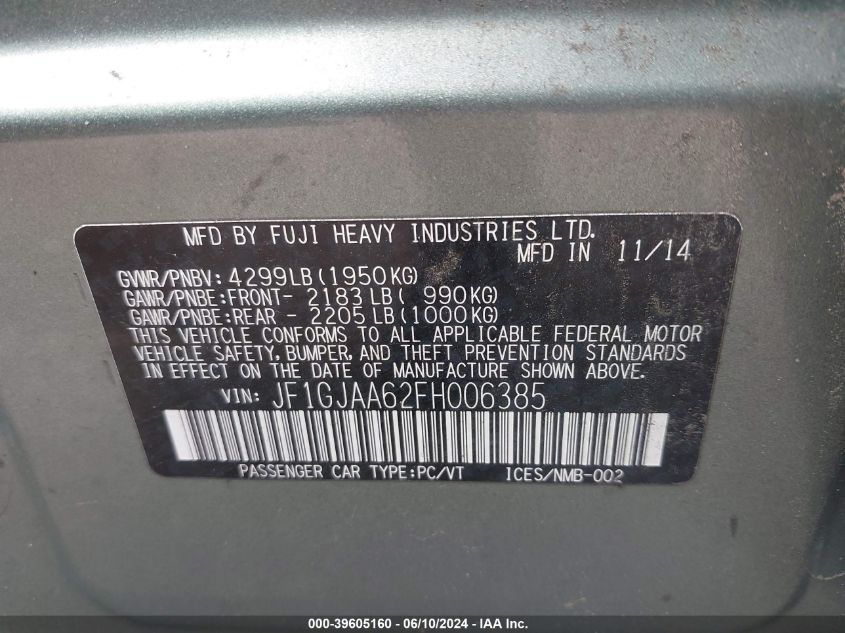 MFD BY FUJI HEAVY INDUSTRIES LTD.
MFD IN 11/14
GVWR/PNBV: 4299LB(1950KG)
GAWR/PNBE:FRONT- 2183LB( 990KG)
GAWR/PNBE:REAR - 2205LB(1000KG)
THIS VEHICLE CONFORMS TO ALL APPLICABLE FEDERAL MOTOR
VEHICLE SAFETY, BUMPER, AND THEFT PREVENTION STANDARDS
IN EFFECT ON THE DATE OF MANUFACTURE SHOWN ABOVE.
VIN: JF1GJAA62FH006385
PASSENGER CAR TYPE:PC/VT ICES/NMB-002
000-39605160 - 06/10/2024 - IAA Inc.